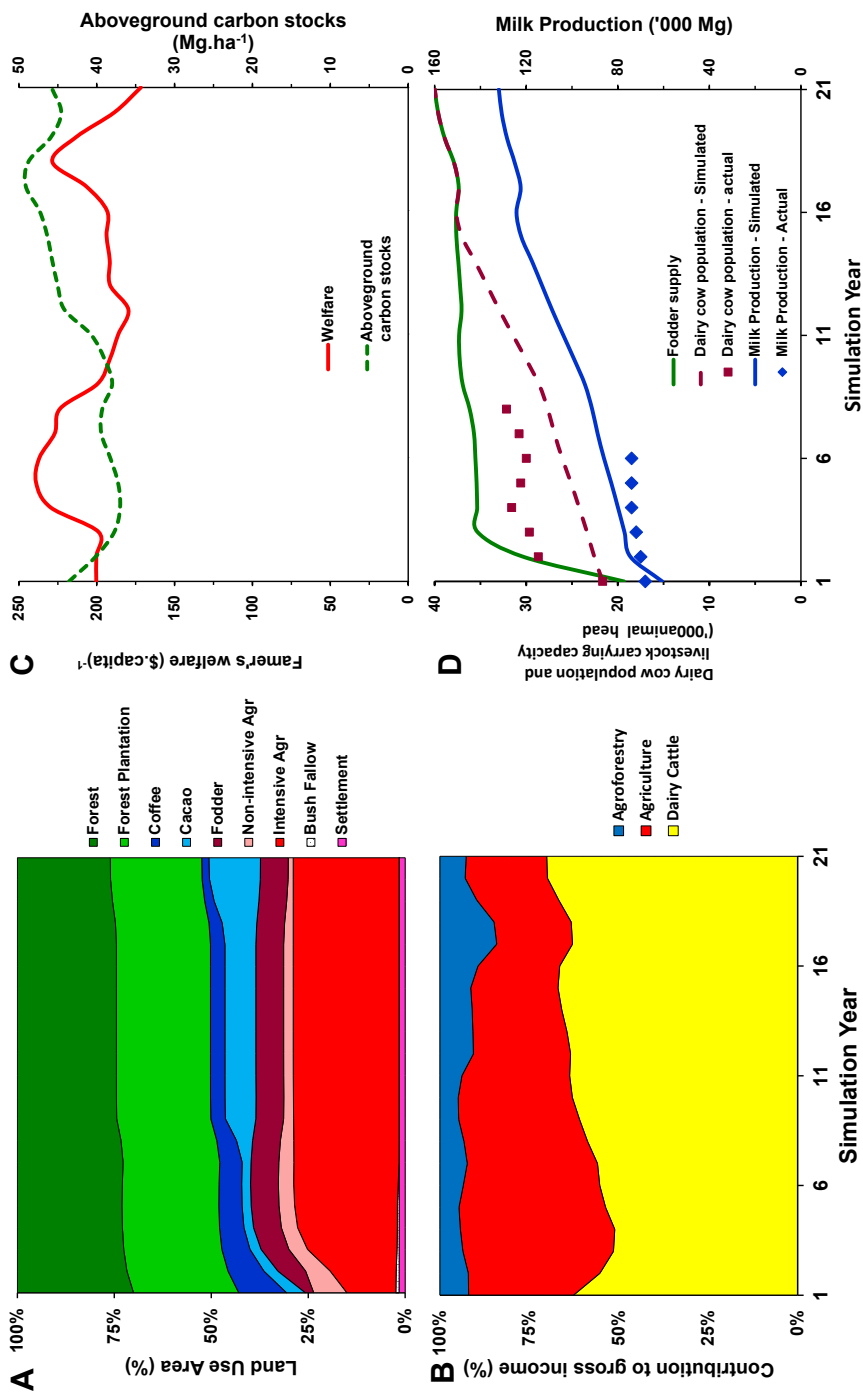 A
100%
75%
50%
25%
0%
Land Use Area (%)
Forest
Forest Plantation
Coffee
Cacao
Fodder
Non-intensive Agr
Intensive Agr
Bush Fallow
Settlement
C
250
200
150
100
50
0
Famer's welfare ($.capita)⁻¹
Aboveground carbon stocks
(Mg.ha⁻¹)
50
40
30
20
10
0
Welfare
Aboveground
carbon stocks
B
100%
75%
50%
25%
0%
Contribution to gross income
(%)
1
6
11
16
21
Simulation Year
Agroforestry
Agriculture
Dairy Cattle
D
40
30
20
10
0
Dairy cow population and
livestock carrying capacity
('000animal head
Milk Production ('000 Mg)
160
120
80
40
0
1
6
11
16
21
Simulation Year
Fodder supply
Dairy cow population - Simulated
Dairy cow population - actual
Milk Production - Simulated
Milk Production - Actual